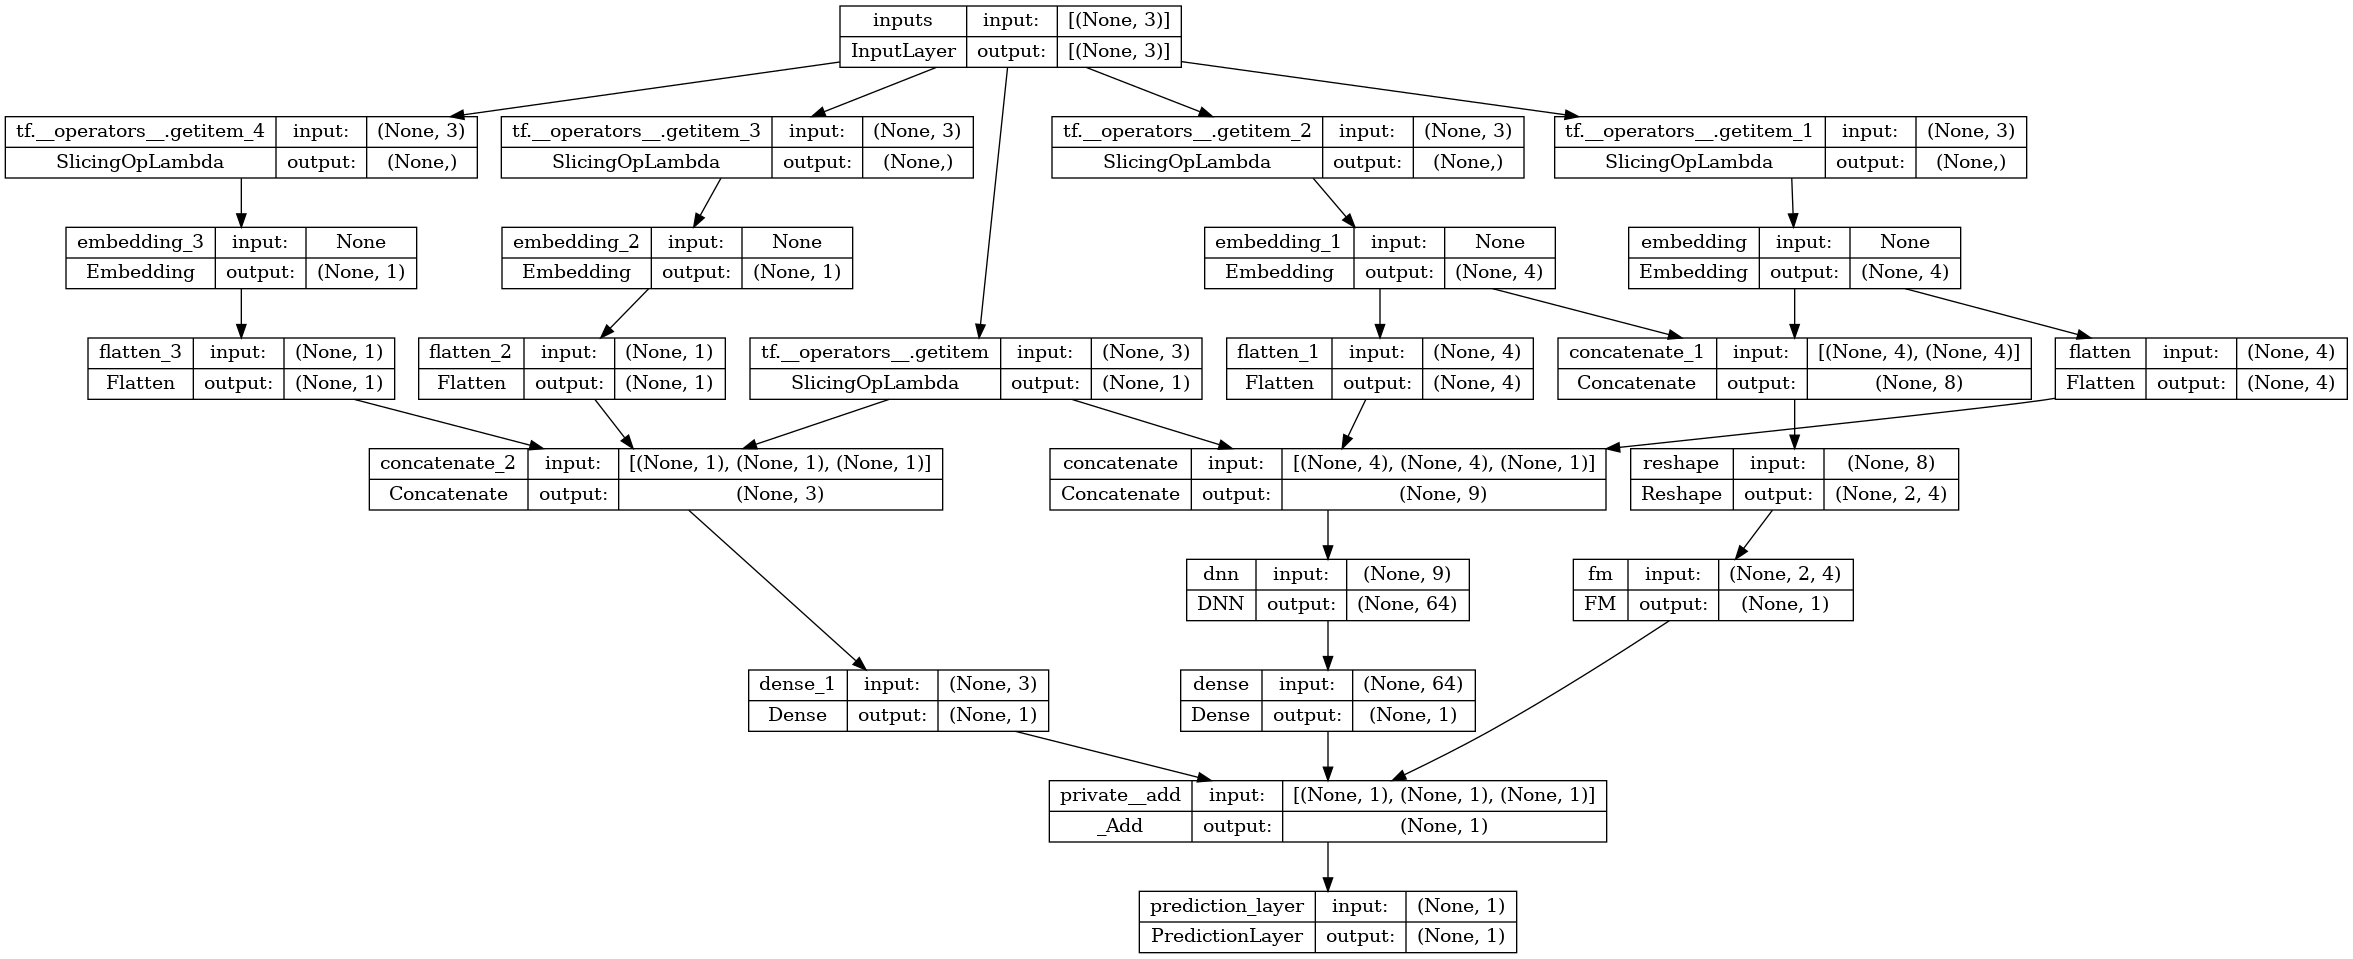 inputs input: [(None, 3)]
InputLayer output: [(None, 3)]
tf.__operators__.getitem_4 input: (None, 3)
SlicingOpLambda output: (None,)
tf.__operators__.getitem_3 input: (None, 3)
SlicingOpLambda output: (None,)
tf.__operators__.getitem_2 input: (None, 3)
SlicingOpLambda output: (None,)
tf.__operators__.getitem_1 input: (None, 3)
SlicingOpLambda output: (None,)
embedding_3 input: None
Embedding output: (None, 1)
embedding_2 input: None
Embedding output: (None, 1)
embedding_1 input: None
Embedding output: (None, 4)
embedding input: None
Embedding output: (None, 4)
flatten_3 input: (None, 1)
Flatten output: (None, 1)
flatten_2 input: (None, 1)
Flatten output: (None, 1)
tf.__operators__.getitem input: (None, 3)
SlicingOpLambda output: (None, 1)
flatten_1 input: (None, 4)
Flatten output: (None, 4)
concatenate_1 input: [(None, 4), (None, 4)]
Concatenate output: (None, 8)
flatten input: (None, 4)
Flatten output: (None, 4)
concatenate_2 input: [(None, 1), (None, 1), (None, 1)]
Concatenate output: (None, 3)
concatenate input: [(None, 4), (None, 4), (None, 1)]
Concatenate output: (None, 9)
reshape input: (None, 8)
Reshape output: (None, 2, 4)
dnn input: (None, 9)
DNN output: (None, 64)
fm input: (None, 2, 4)
FM output: (None, 1)
dense_1 input: (None, 3)
Dense output: (None, 1)
dense input: (None, 64)
Dense output: (None, 1)
private__add input: [(None, 1), (None, 1), (None, 1)]
_Add output: (None, 1)
prediction_layer input: (None, 1)
PredictionLayer output: (None, 1)